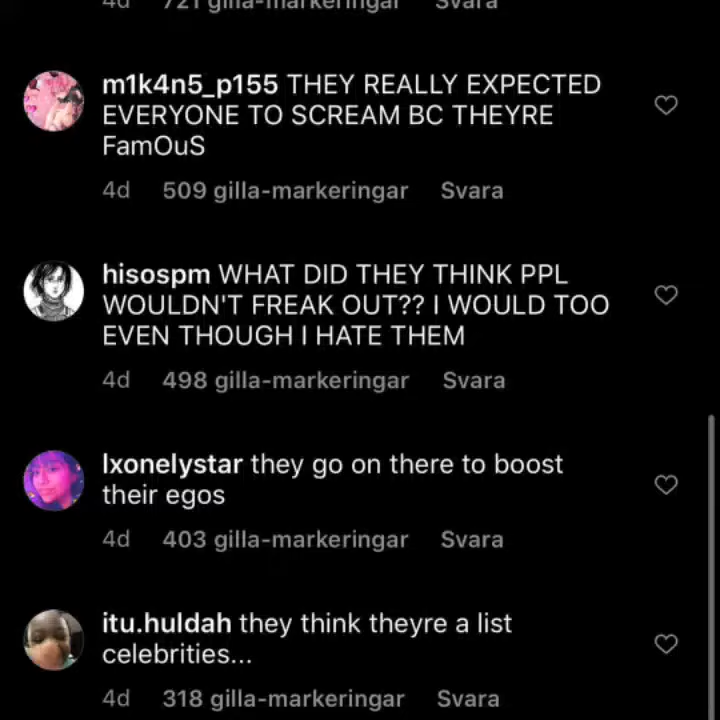 4d 721 gilla-markeringar Svara
m1k4n5_p155 THEY REALLY EXPECTED
EVERYONE TO SCREAM BC THEYRE
FamOuS
4d 509 gilla-markeringar Svara
hisospm WHAT DID THEY THINK PPL
WOULDN'T FREAK OUT?? I WOULD TOO
EVEN THOUGH I HATE THEM
4d 498 gilla-markeringar Svara
lxonelystar they go on there to boost
their egos
4d 403 gilla-markeringar Svara
itu.huldah they think theyre a list
celebrities...
4d 318 gilla-markeringar Svara